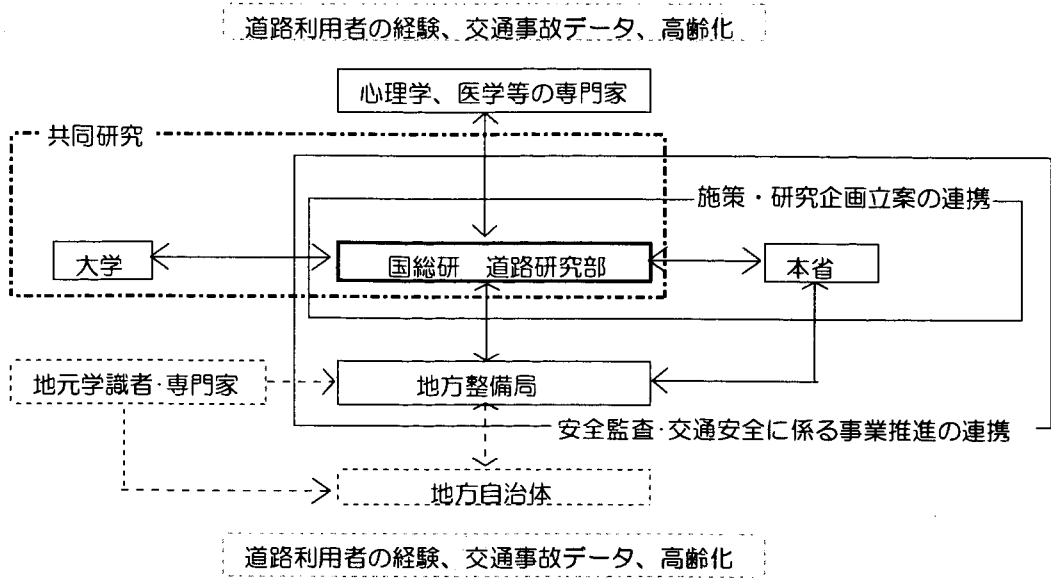 道路利用者の経験、交通事故データ、高齢化
心理学、医学等の専門家
共同研究
施策・研究企画立案の連携
大学
国総研 道路研究部
本省
地元学識者・専門家
地方整備局
安全監査・交通安全に係る事業推進の連携
地方自治体
道路利用者の経験、交通事故データ、高齢化